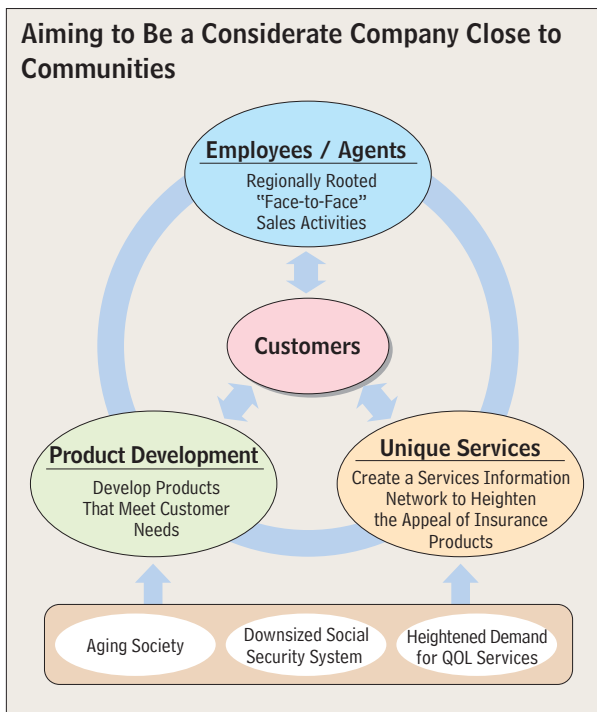 Aiming to Be a Considerate Company Close to
Communities
Employees / Agents
Regionally Rooted
"Face-to-Face"
Sales Activities
Customers
Product Development
Develop Products
That Meet Customer
Needs
Unique Services
Create a Services Information
Network to Heighten
the Appeal of Insurance
Products
Aging Society
Downsized Social
Security System
Heightened Demand
for QOL Services